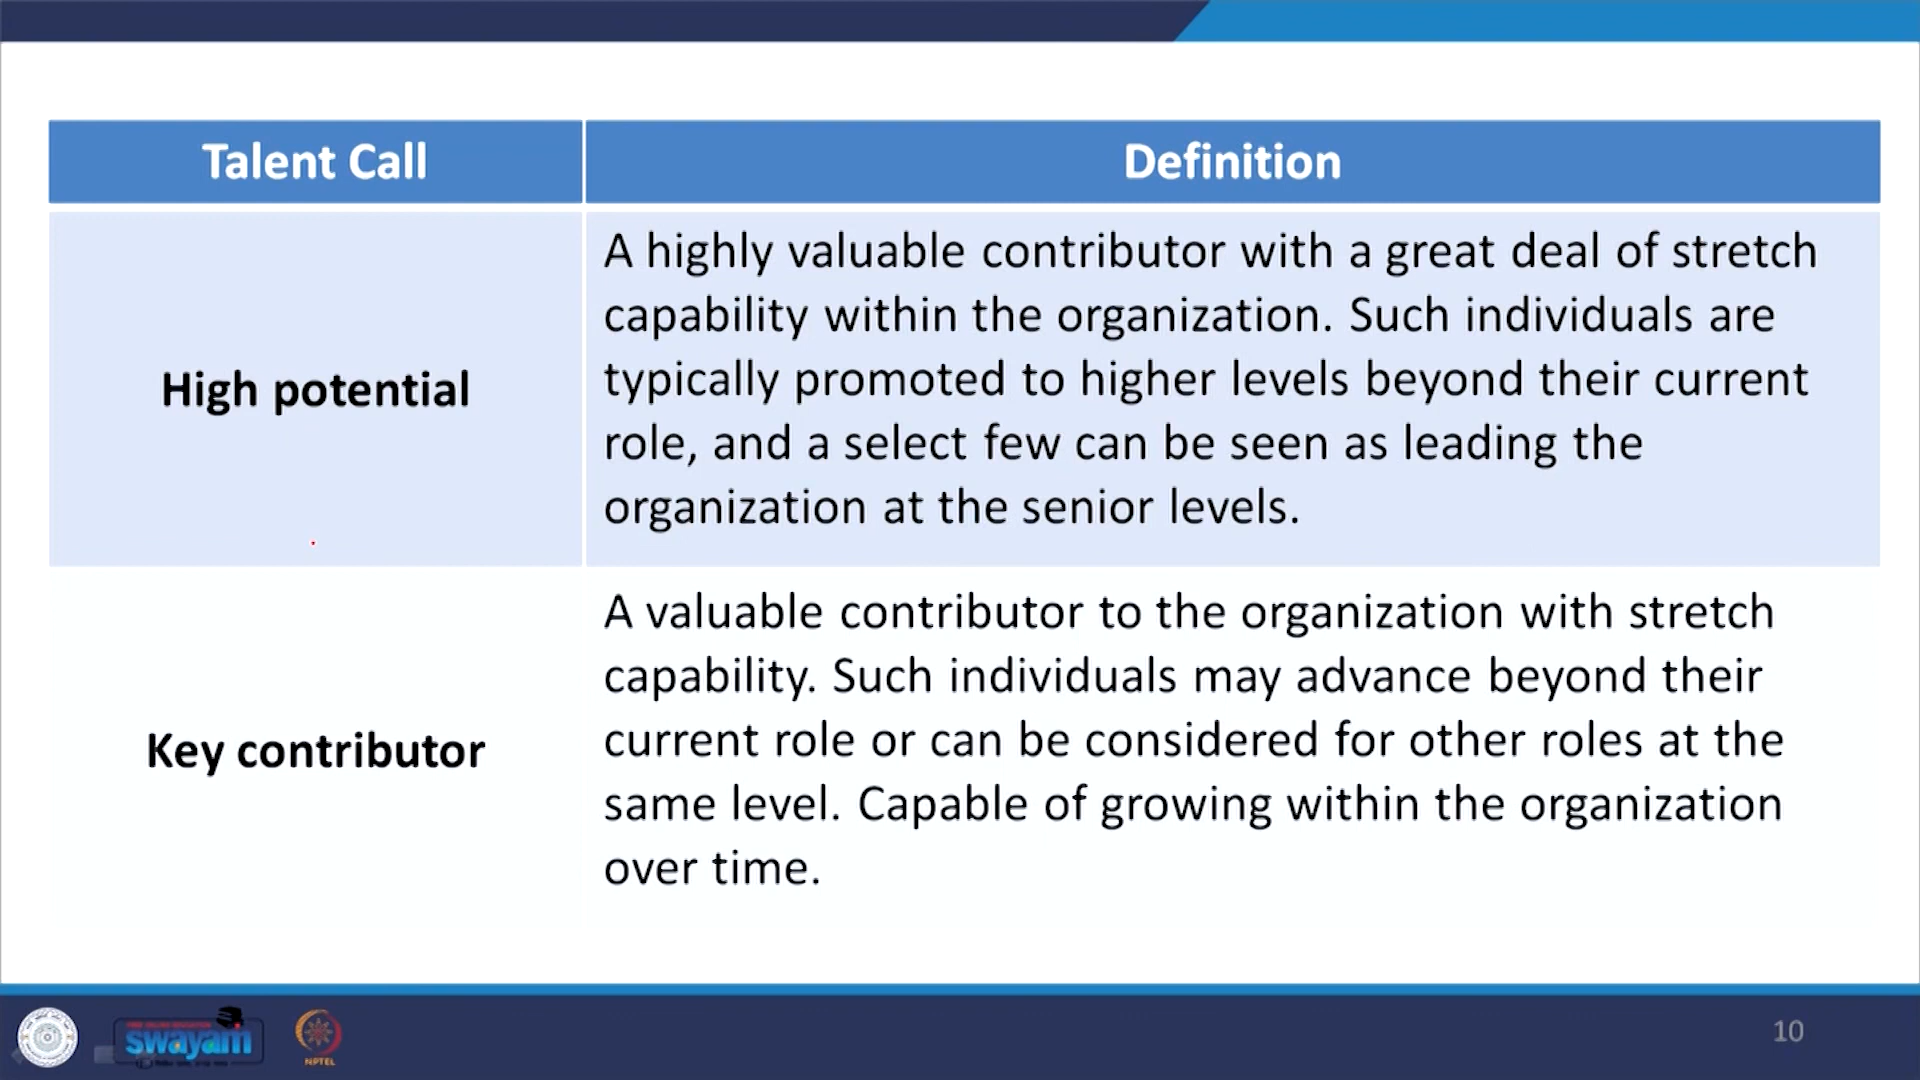 Talent Call
Definition
High potential
A highly valuable contributor with a great deal of stretch
capability within the organization. Such individuals are
typically promoted to higher levels beyond their current
role, and a select few can be seen as leading the
organization at the senior levels.
Key contributor
A valuable contributor to the organization with stretch
capability. Such individuals may advance beyond their
current role or can be considered for other roles at the
same level. Capable of growing within the organization
over time.
swayam
NPTEL
10